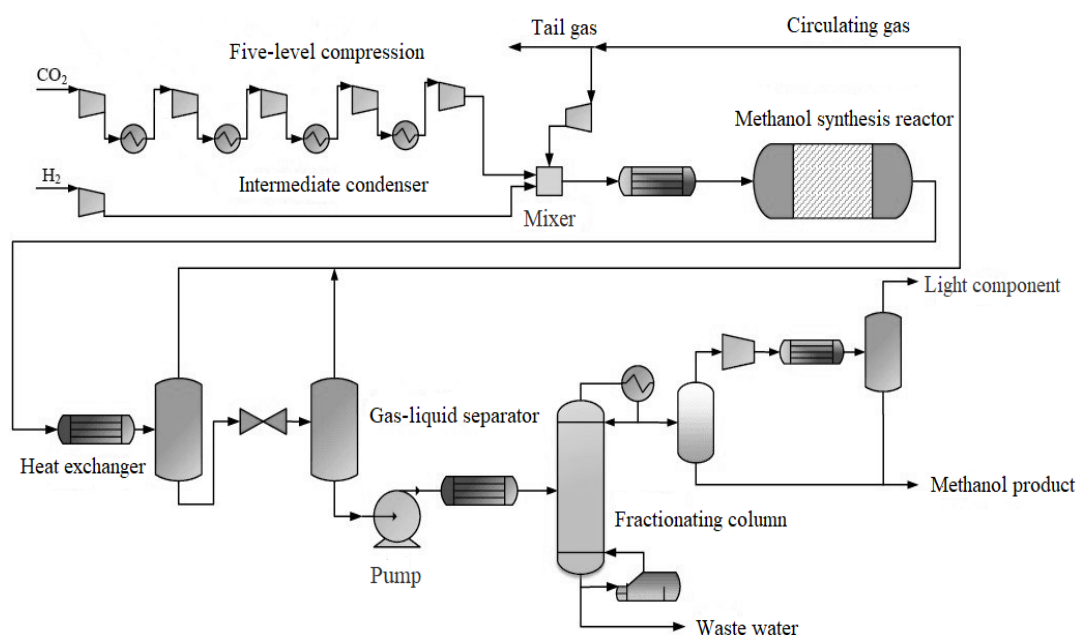 Tail gas
Circulating gas
Five-level compression
CO₂
Methanol synthesis reactor
H₂
Intermediate condenser
Mixer
Light component
Gas-liquid separator
Heat exchanger
Methanol product
Fractionating column
Pump
Waste water